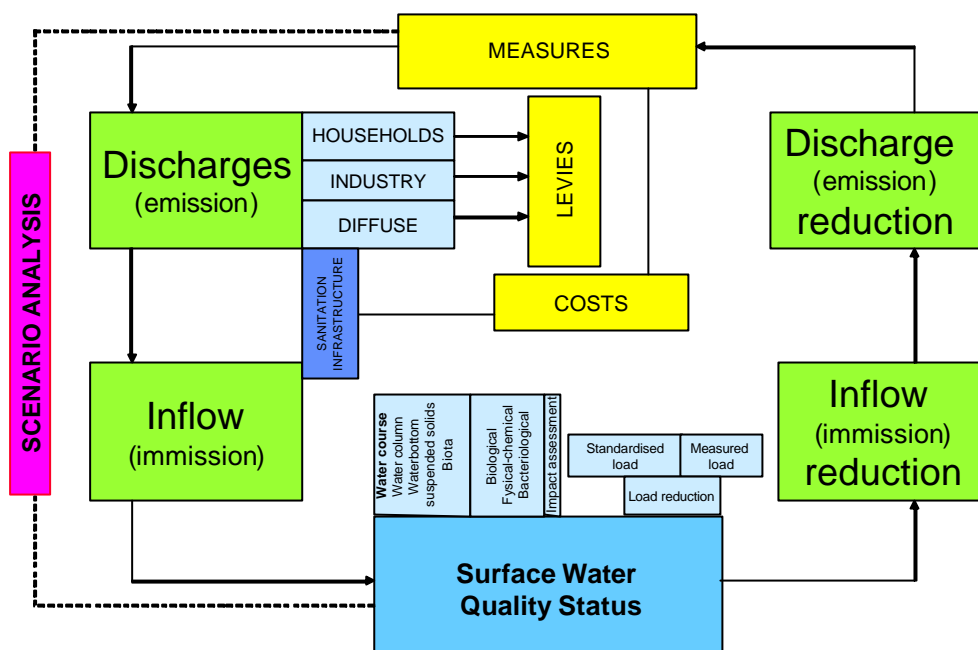 MEASURES
HOUSEHOLDS
Discharges
(emission)
INDUSTRY
DIFFUSE
LEVIES
Discharge
(emission)
reduction
SCENARIO ANALYSIS
SANITATION
INFRASTRUCTURE
COSTS
Inflow
(immission)
Water course
Water column
Waterbottom
suspended solids
Biota
Biological
Fysical-chemical
Bacteriological
Impact assessment
Standardised
load
Measured
load
Load reduction
Inflow
(immission)
reduction
Surface Water
Quality Status